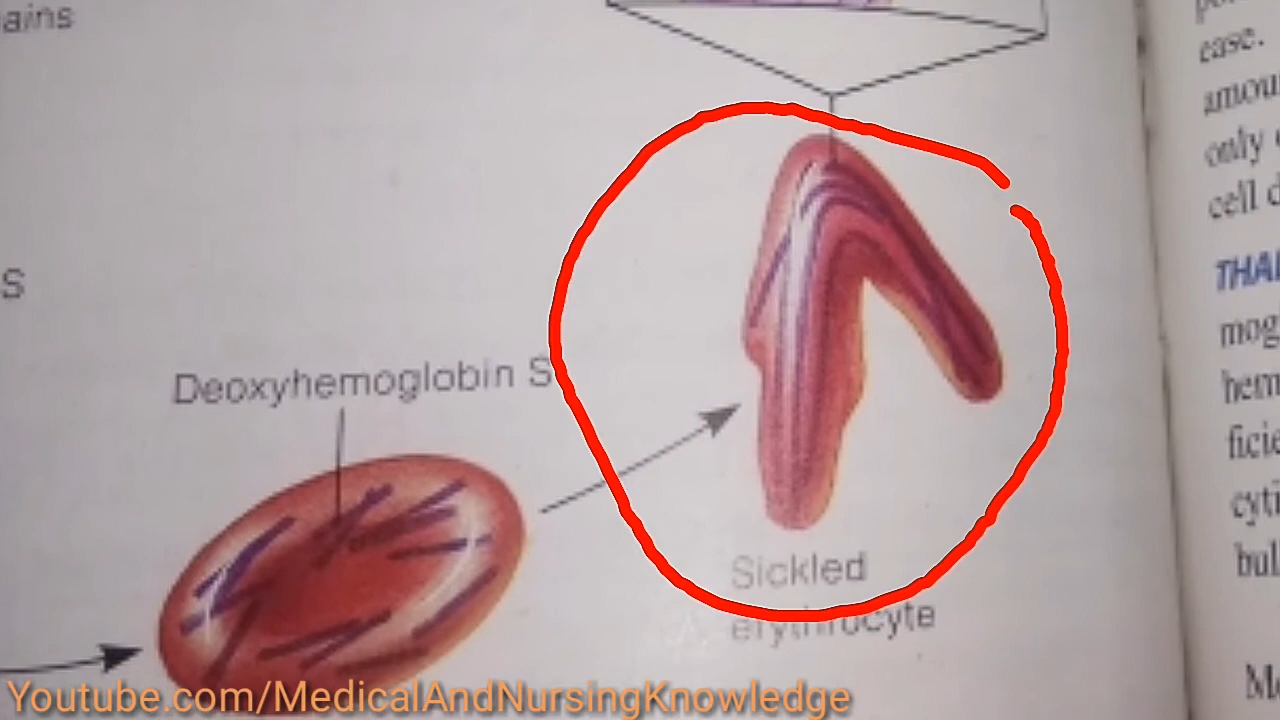 ains
S
Deoxyhemoglobin S
Sickled
erythrocyte
ease.
amou
only
cell d
THAL
mog
hem
ficie
cyti
bul
Youtube.com/MedicalAndNursingKnowledge